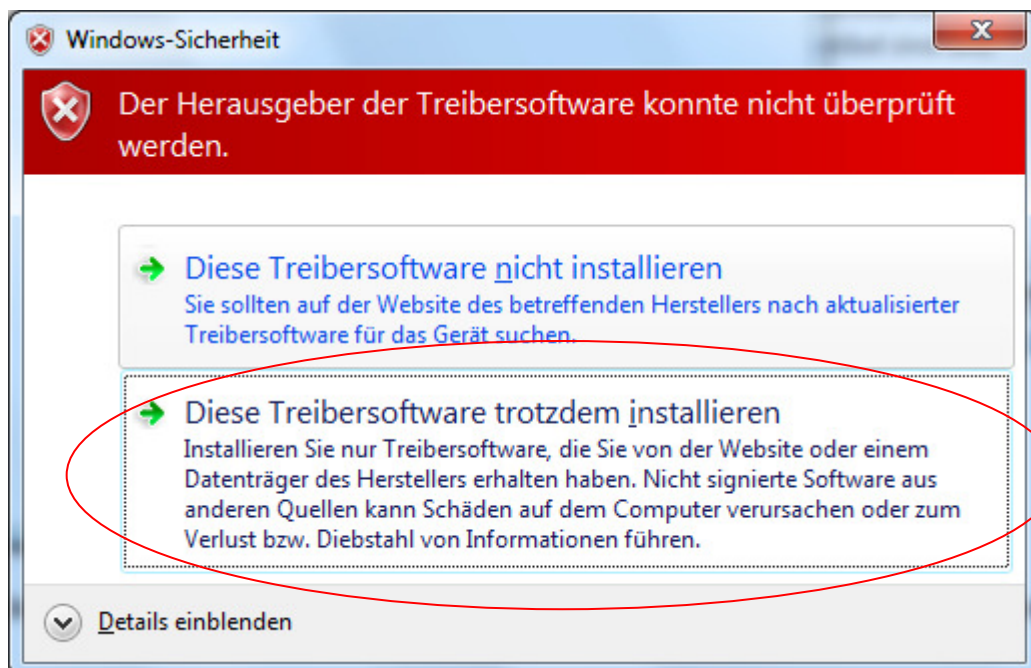 Windows-Sicherheit
Der Herausgeber der Treibersoftware konnte nicht überprüft
werden.
Diese Treibersoftware nicht installieren
Sie sollten auf der Website des betreffenden Herstellers nach aktualisierter
Treibersoftware für das Gerät suchen.
Diese Treibersoftware trotzdem installieren
Installieren Sie nur Treibersoftware, die Sie von der Website oder einem
Datenträger des Herstellers erhalten haben. Nicht signierte Software aus
anderen Quellen kann Schäden auf dem Computer verursachen oder zum
Verlust bzw. Diebstahl von Informationen führen.
Details einblenden